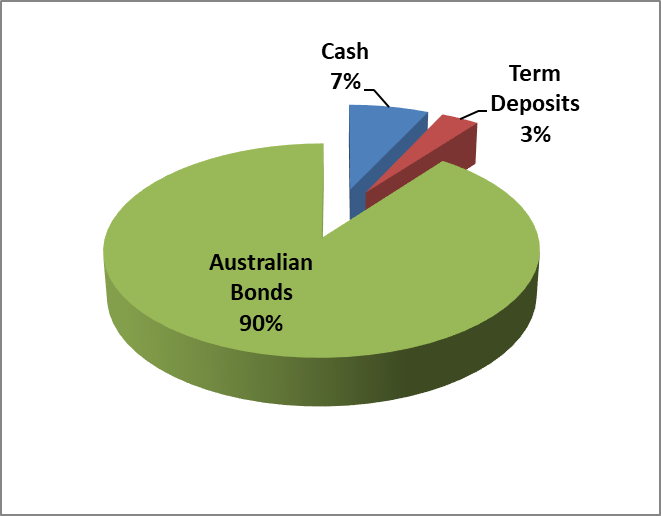 Cash
7%
Term
Deposits
3%
Australian
Bonds
90%